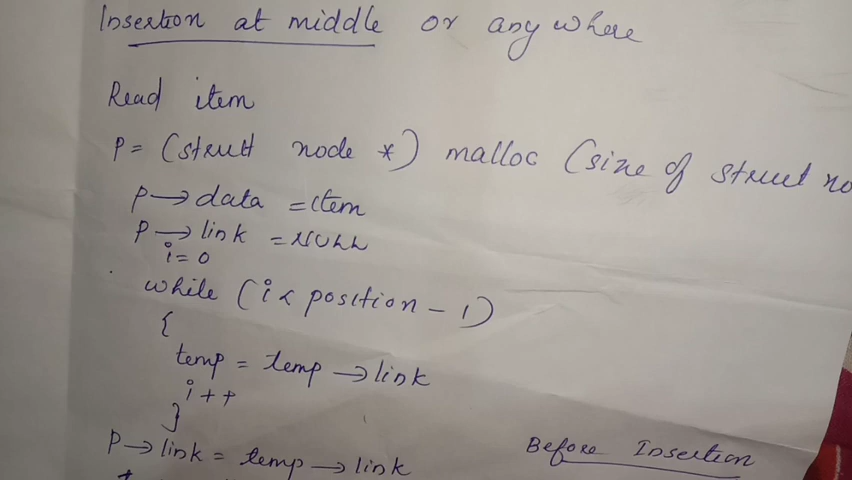 Insertion at middle or any where
Read item
P = (struct node *) malloc (size of struct no
P → data = item
P → link = NULL
i = 0
while (i < position - 1)
{
temp = temp → link
i ++
}
P → link = temp → link
Before Insertion